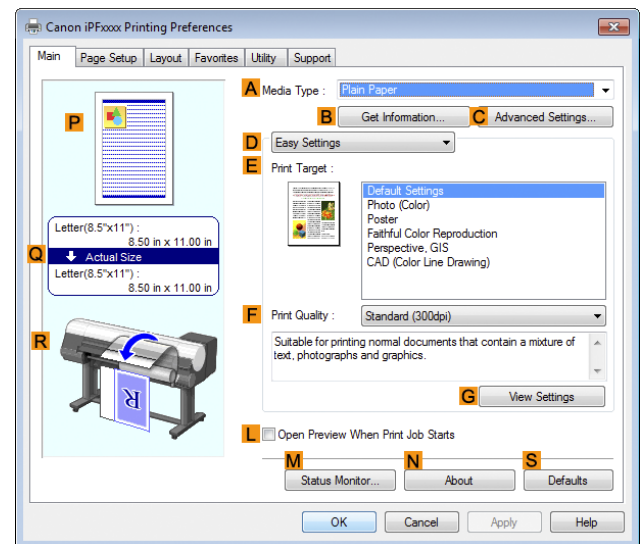 Canon iPFxxxx Printing Preferences
Main Page Setup Layout Favorites Utility Support
A Media Type : Plain Paper
B Get Information... C Advanced Settings...
D Easy Settings
E Print Target :
Default Settings
Photo (Color)
Poster
Faithful Color Reproduction
Perspective, GIS
CAD (Color Line Drawing)
P
Letter(8.5"x11") :
8.50 in x 11.00 in
Q Actual Size
Letter(8.5"x11") :
8.50 in x 11.00 in
R
R
F Print Quality : Standard (300dpi)
Suitable for printing normal documents that contain a mixture of
text, photographs and graphics.
G View Settings
L Open Preview When Print Job Starts
M Status Monitor... N About S Defaults
OK Cancel Apply Help